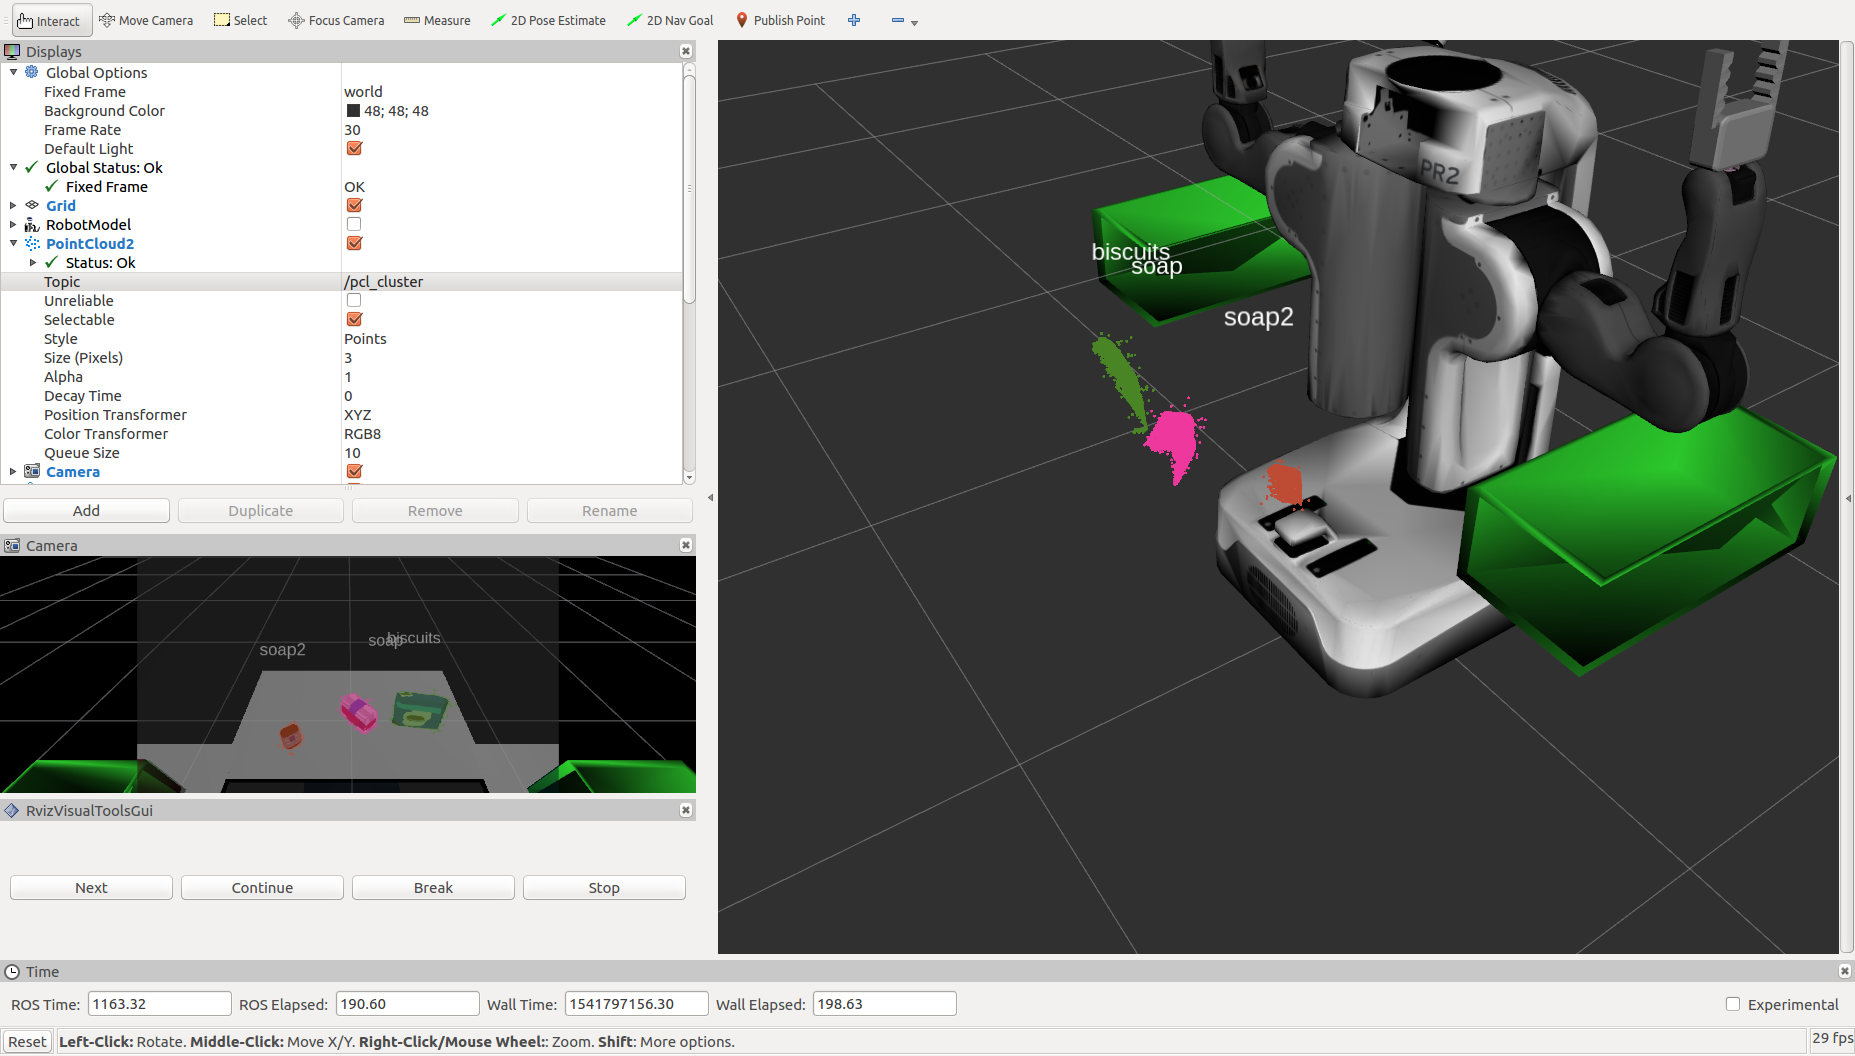 Interact Move Camera Select Focus Camera Measure 2D Pose Estimate 2D Nav Goal Publish Point
Displays
Global Options
Fixed Frame world
Background Color 48; 48; 48
Frame Rate 30
Default Light
Global Status: Ok
Fixed Frame OK
Grid
RobotModel
PointCloud2
Status: Ok
Topic /pcl_cluster
Unreliable
Selectable
Style Points
Size (Pixels) 3
Alpha 1
Decay Time 0
Position Transformer XYZ
Color Transformer RGB8
Queue Size 10
Camera
Add Duplicate Remove Rename
Camera
soap2 soap biscuits
RvizVisualToolsGui
Next Continue Break Stop
PR2
biscuits
soap
soap2
Time
ROS Time: 1163.32 ROS Elapsed: 190.60 Wall Time: 1541797156.30 Wall Elapsed: 198.63 Experimental
Reset Left-Click: Rotate. Middle-Click: Move X/Y. Right-Click/Mouse Wheel:: Zoom. Shift: More options. 29 fps